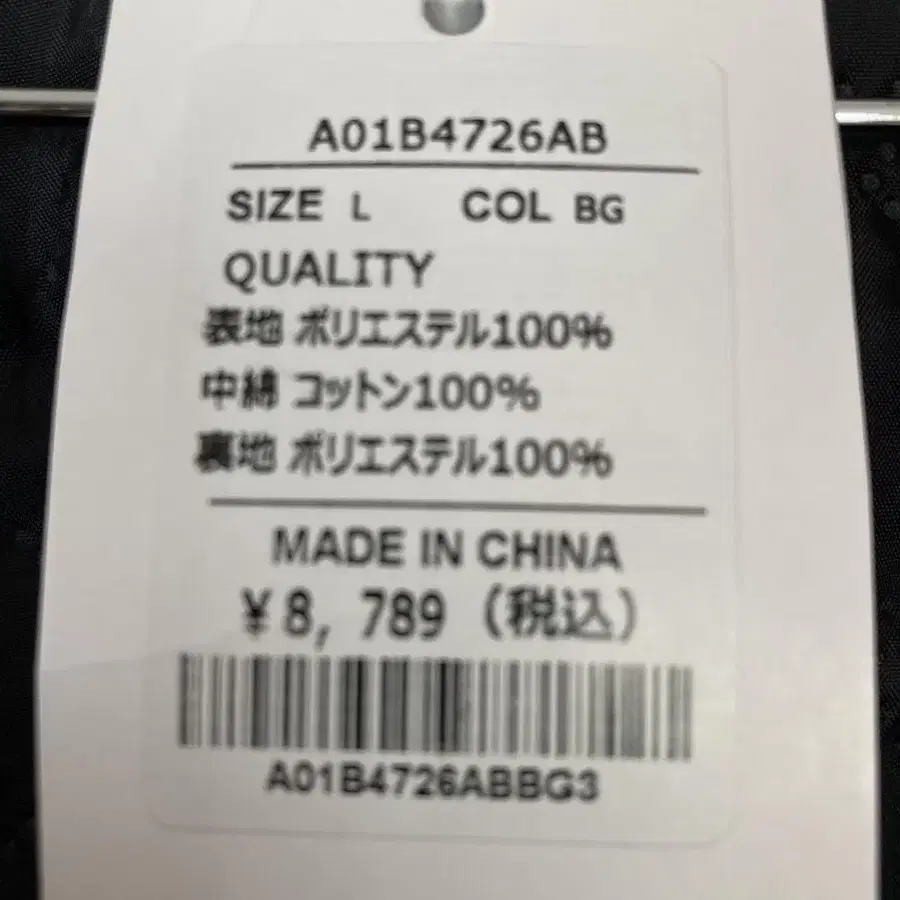 A01B4726AB
SIZE L COL BG
QUALITY
表地 ポリエステル100%
中綿 コットン100%
裏地 ポリエステル100%
MADE IN CHINA
¥8, 789 (税込)
A01B4726ABBG3